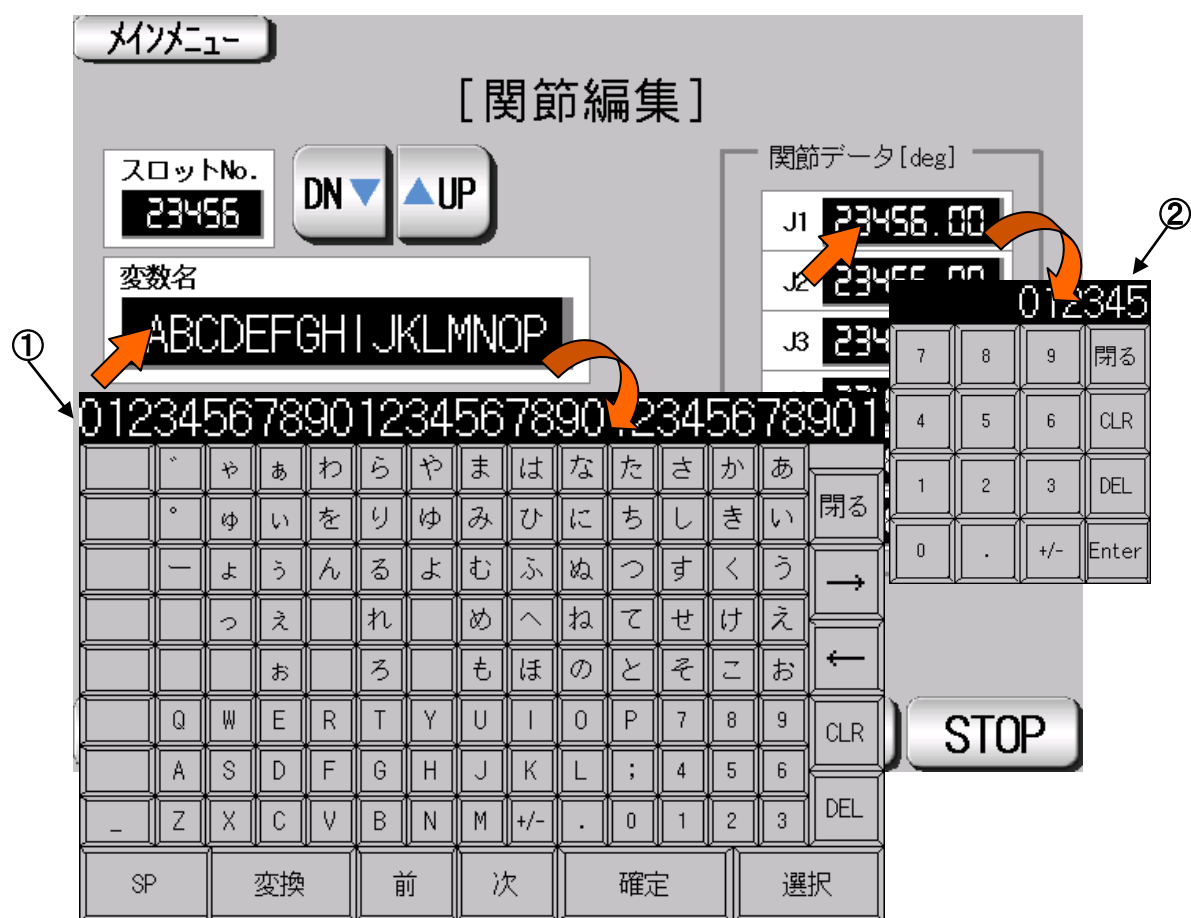 メインメニュー
[関節編集]
スロットNo.
23456
DN▼ ▲UP
変数名
ABCDEFGHIJKLMNOP
関節データ[deg]
J1 23456.00
J2
J3
①
②
012345
7 8 9 閉る
4 5 6 CLR
1 2 3 DEL
0 . +/- Enter
゛ ゃ ぁ わ ら や ま は な た さ か あ
゜ ゅ ぃ を り ゆ み ひ に ち し き い 閉る
ー ょ ぅ ん る よ む ふ ぬ つ す く う →
っ ぇ れ め へ ね て せ け え
ぉ ろ も ほ の と そ こ お ←
Q W E R T Y U I O P 7 8 9 CLR
A S D F G H J K L ; 4 5 6
_ Z X C V B N M +/- . 0 1 2 3 DEL
SP 変換 前 次 確定 選択
STOP